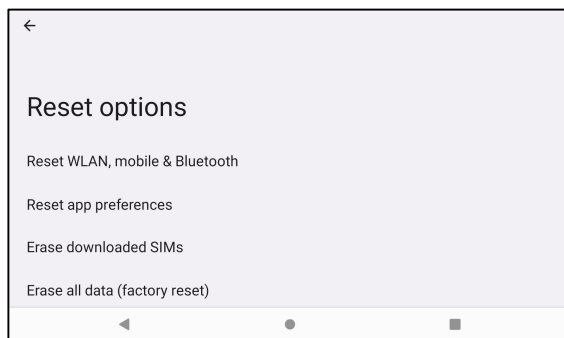 Reset options
Reset WLAN, mobile & Bluetooth
Reset app preferences
Erase downloaded SIMs
Erase all data (factory reset)